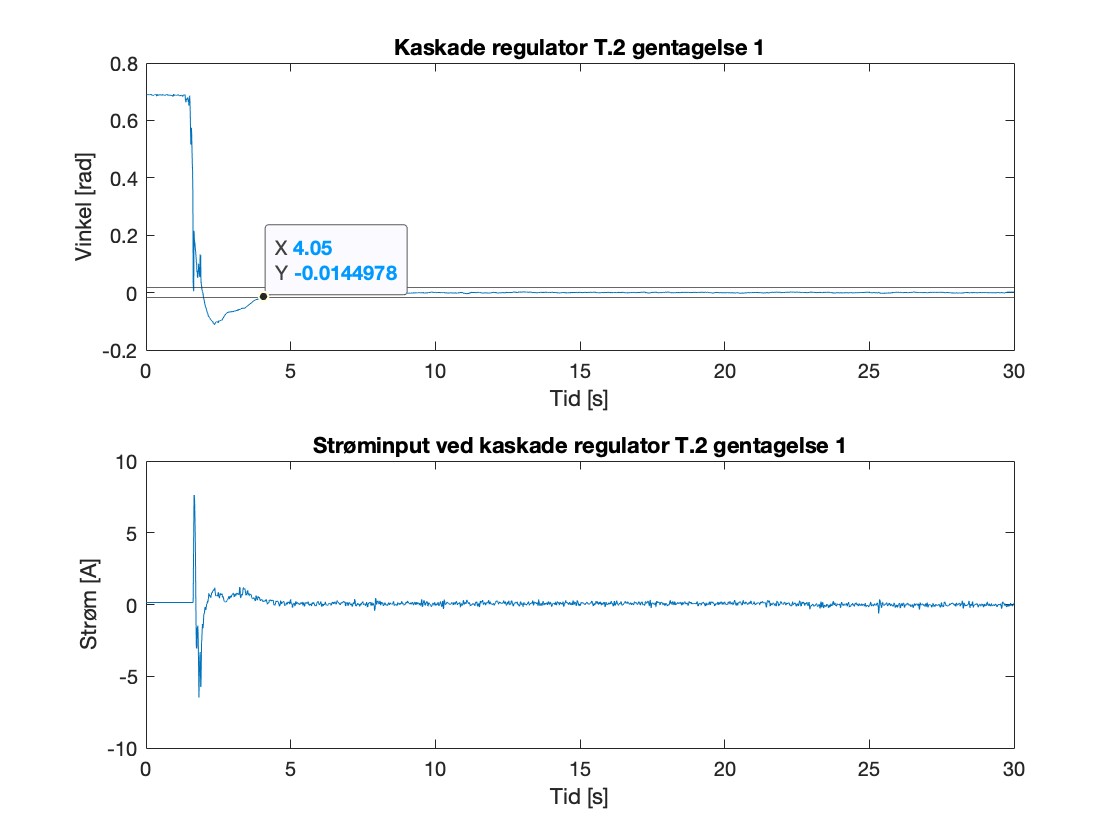 Kaskade regulator T.2 gentagelse 1
0.8
0.6
0.4
0.2
0
-0.2
Vinkel [rad]
X 4.05
Y -0.0144978
0 5 10 15 20 25 30
Tid [s]
Strøminput ved kaskade regulator T.2 gentagelse 1
10
5
0
-5
-10
Strøm [A]
0 5 10 15 20 25 30
Tid [s]